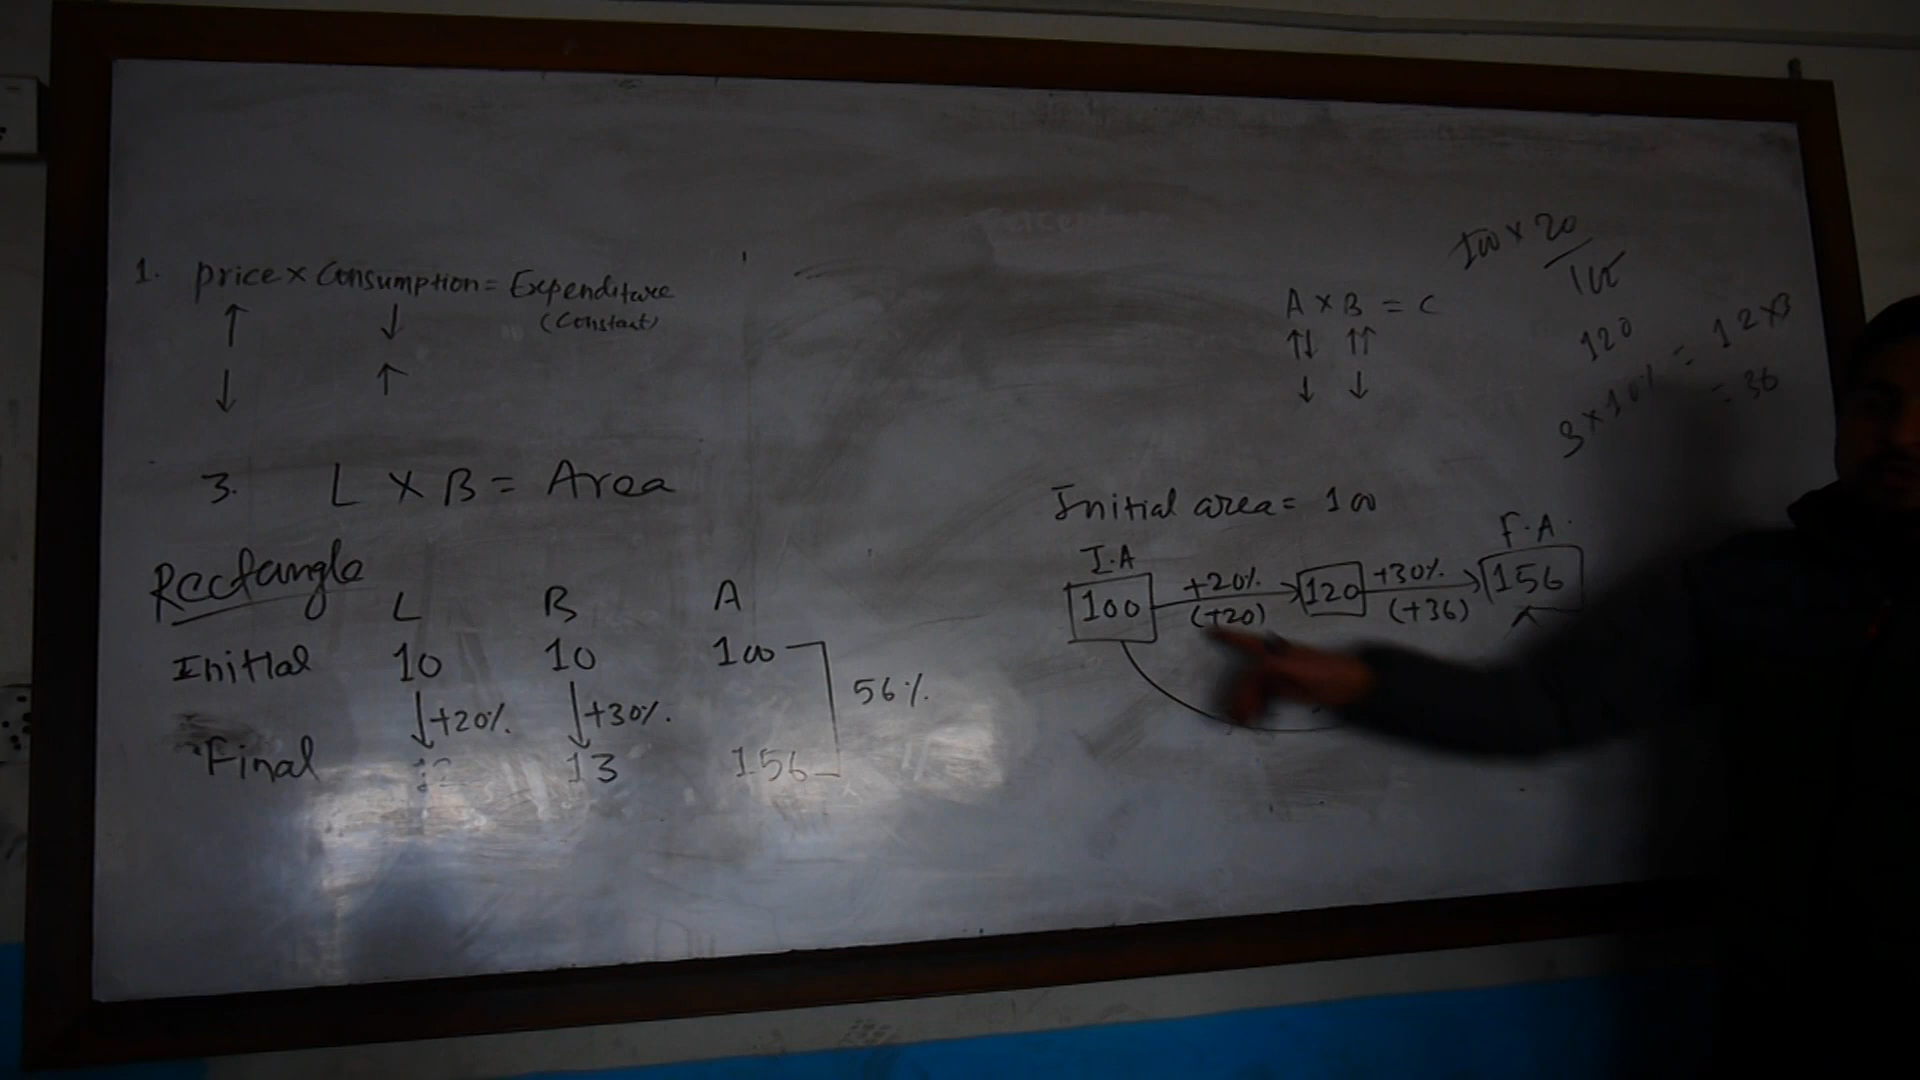 1. Price × Consumption = Expenditure
(Constant)
↑ ↓
↓ ↑
3. L × B = Area
Rectangle
L B A
Initial 10 10 100
↓+20% ↓+30% 56%
Final 12 13 156
A × B = C
↑↓ ↑↑
↓ ↓
100 × 20
100
120
3 × 10% = 12×3
= 36
Initial area = 100
I.A F.A.
100 +20% 120 +30% 156
(+20) (+36)